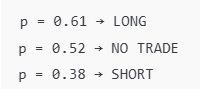 p = 0.61 → LONG
p = 0.52 → NO TRADE
p = 0.38 → SHORT